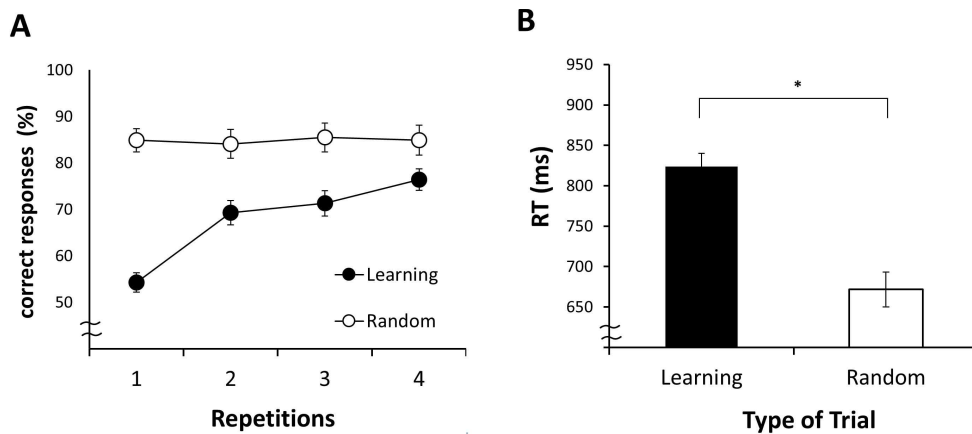 A
correct responses (%)
100
90
80
70
60
50
Learning
Random
1 2 3 4
Repetitions
B
RT (ms)
950
900
850
800
750
700
650
*
Learning Random
Type of Trial